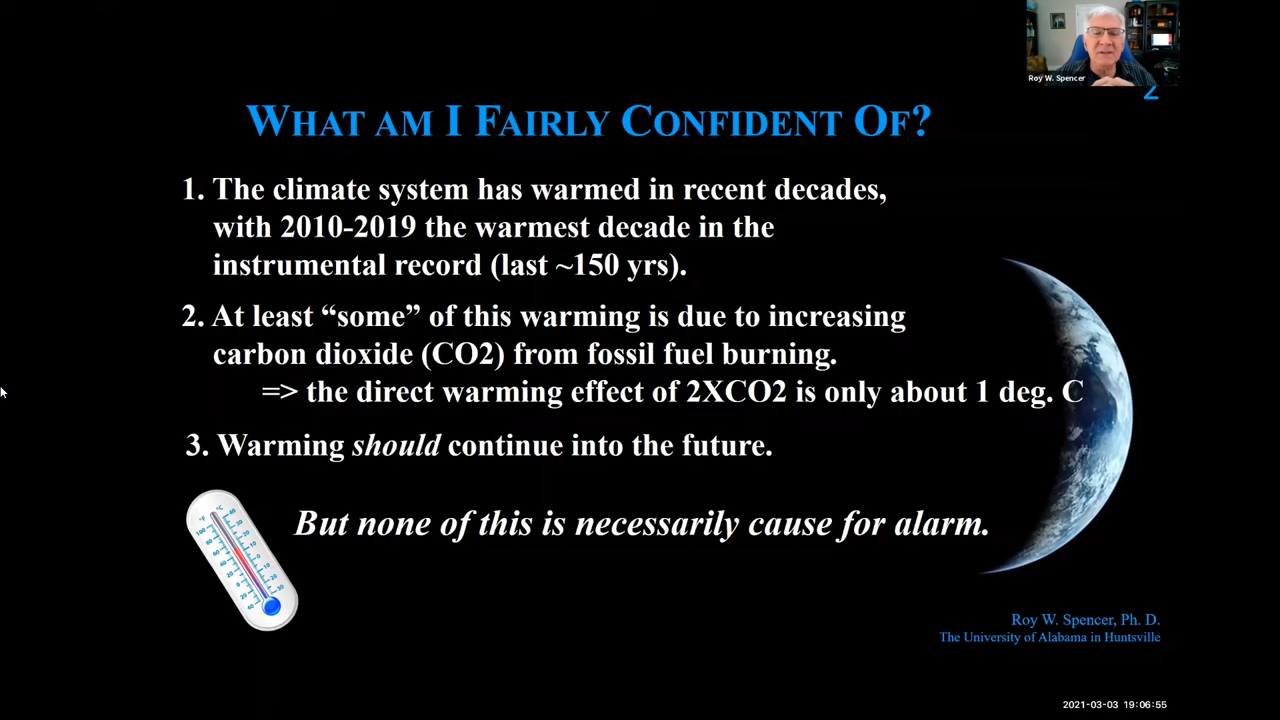 Roy W. Spencer
2
WHAT AM I FAIRLY CONFIDENT OF?
1. The climate system has warmed in recent decades,
with 2010-2019 the warmest decade in the
instrumental record (last ~150 yrs).
2. At least “some” of this warming is due to increasing
carbon dioxide (CO2) from fossil fuel burning.
=> the direct warming effect of 2XCO2 is only about 1 deg. C
3. Warming should continue into the future.
But none of this is necessarily cause for alarm.
Roy W. Spencer, Ph. D.
The University of Alabama in Huntsville
2021-03-03 19:06:55